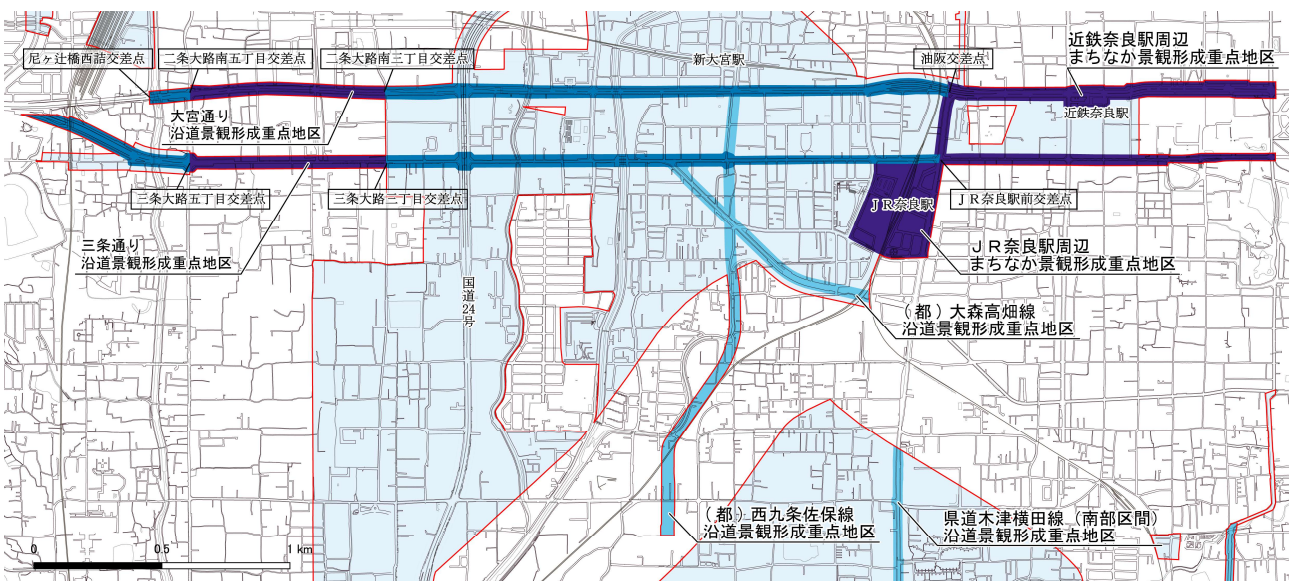 近鉄奈良駅周辺
まちなか景観形成重点地区
尼ヶ辻橋西詰交差点
二条大路南五丁目交差点
二条大路南三丁目交差点
新大宮駅
油阪交差点
大宮通り
沿道景観形成重点地区
近鉄奈良駅
三条大路五丁目交差点
三条大路三丁目交差点
ＪＲ奈良駅
ＪＲ奈良駅前交差点
三条通り
沿道景観形成重点地区
ＪＲ奈良駅周辺
まちなか景観形成重点地区
国道24号
（都）大森高畑線
沿道景観形成重点地区
（都）西九条佐保線
沿道景観形成重点地区
県道木津横田線（南部区間）
沿道景観形成重点地区
0 0.5 1 km